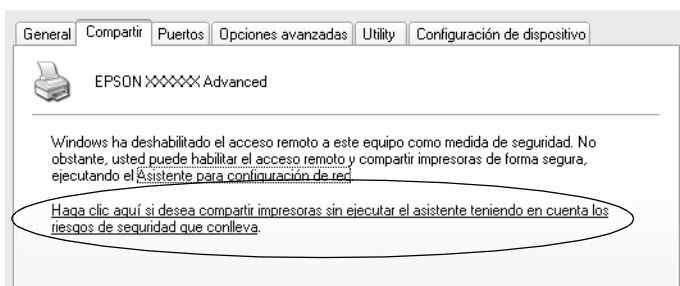 General Compartir Puertos Opciones avanzadas Utility Configuración de dispositivo
EPSON XXXXXX Advanced
Windows ha deshabilitado el acceso remoto a este equipo como medida de seguridad. No
obstante, usted puede habilitar el acceso remoto y compartir impresoras de forma segura,
ejecutando el Asistente para configuración de red.
Haga clic aquí si desea compartir impresoras sin ejecutar el asistente teniendo en cuenta los
riesgos de seguridad que conlleva.